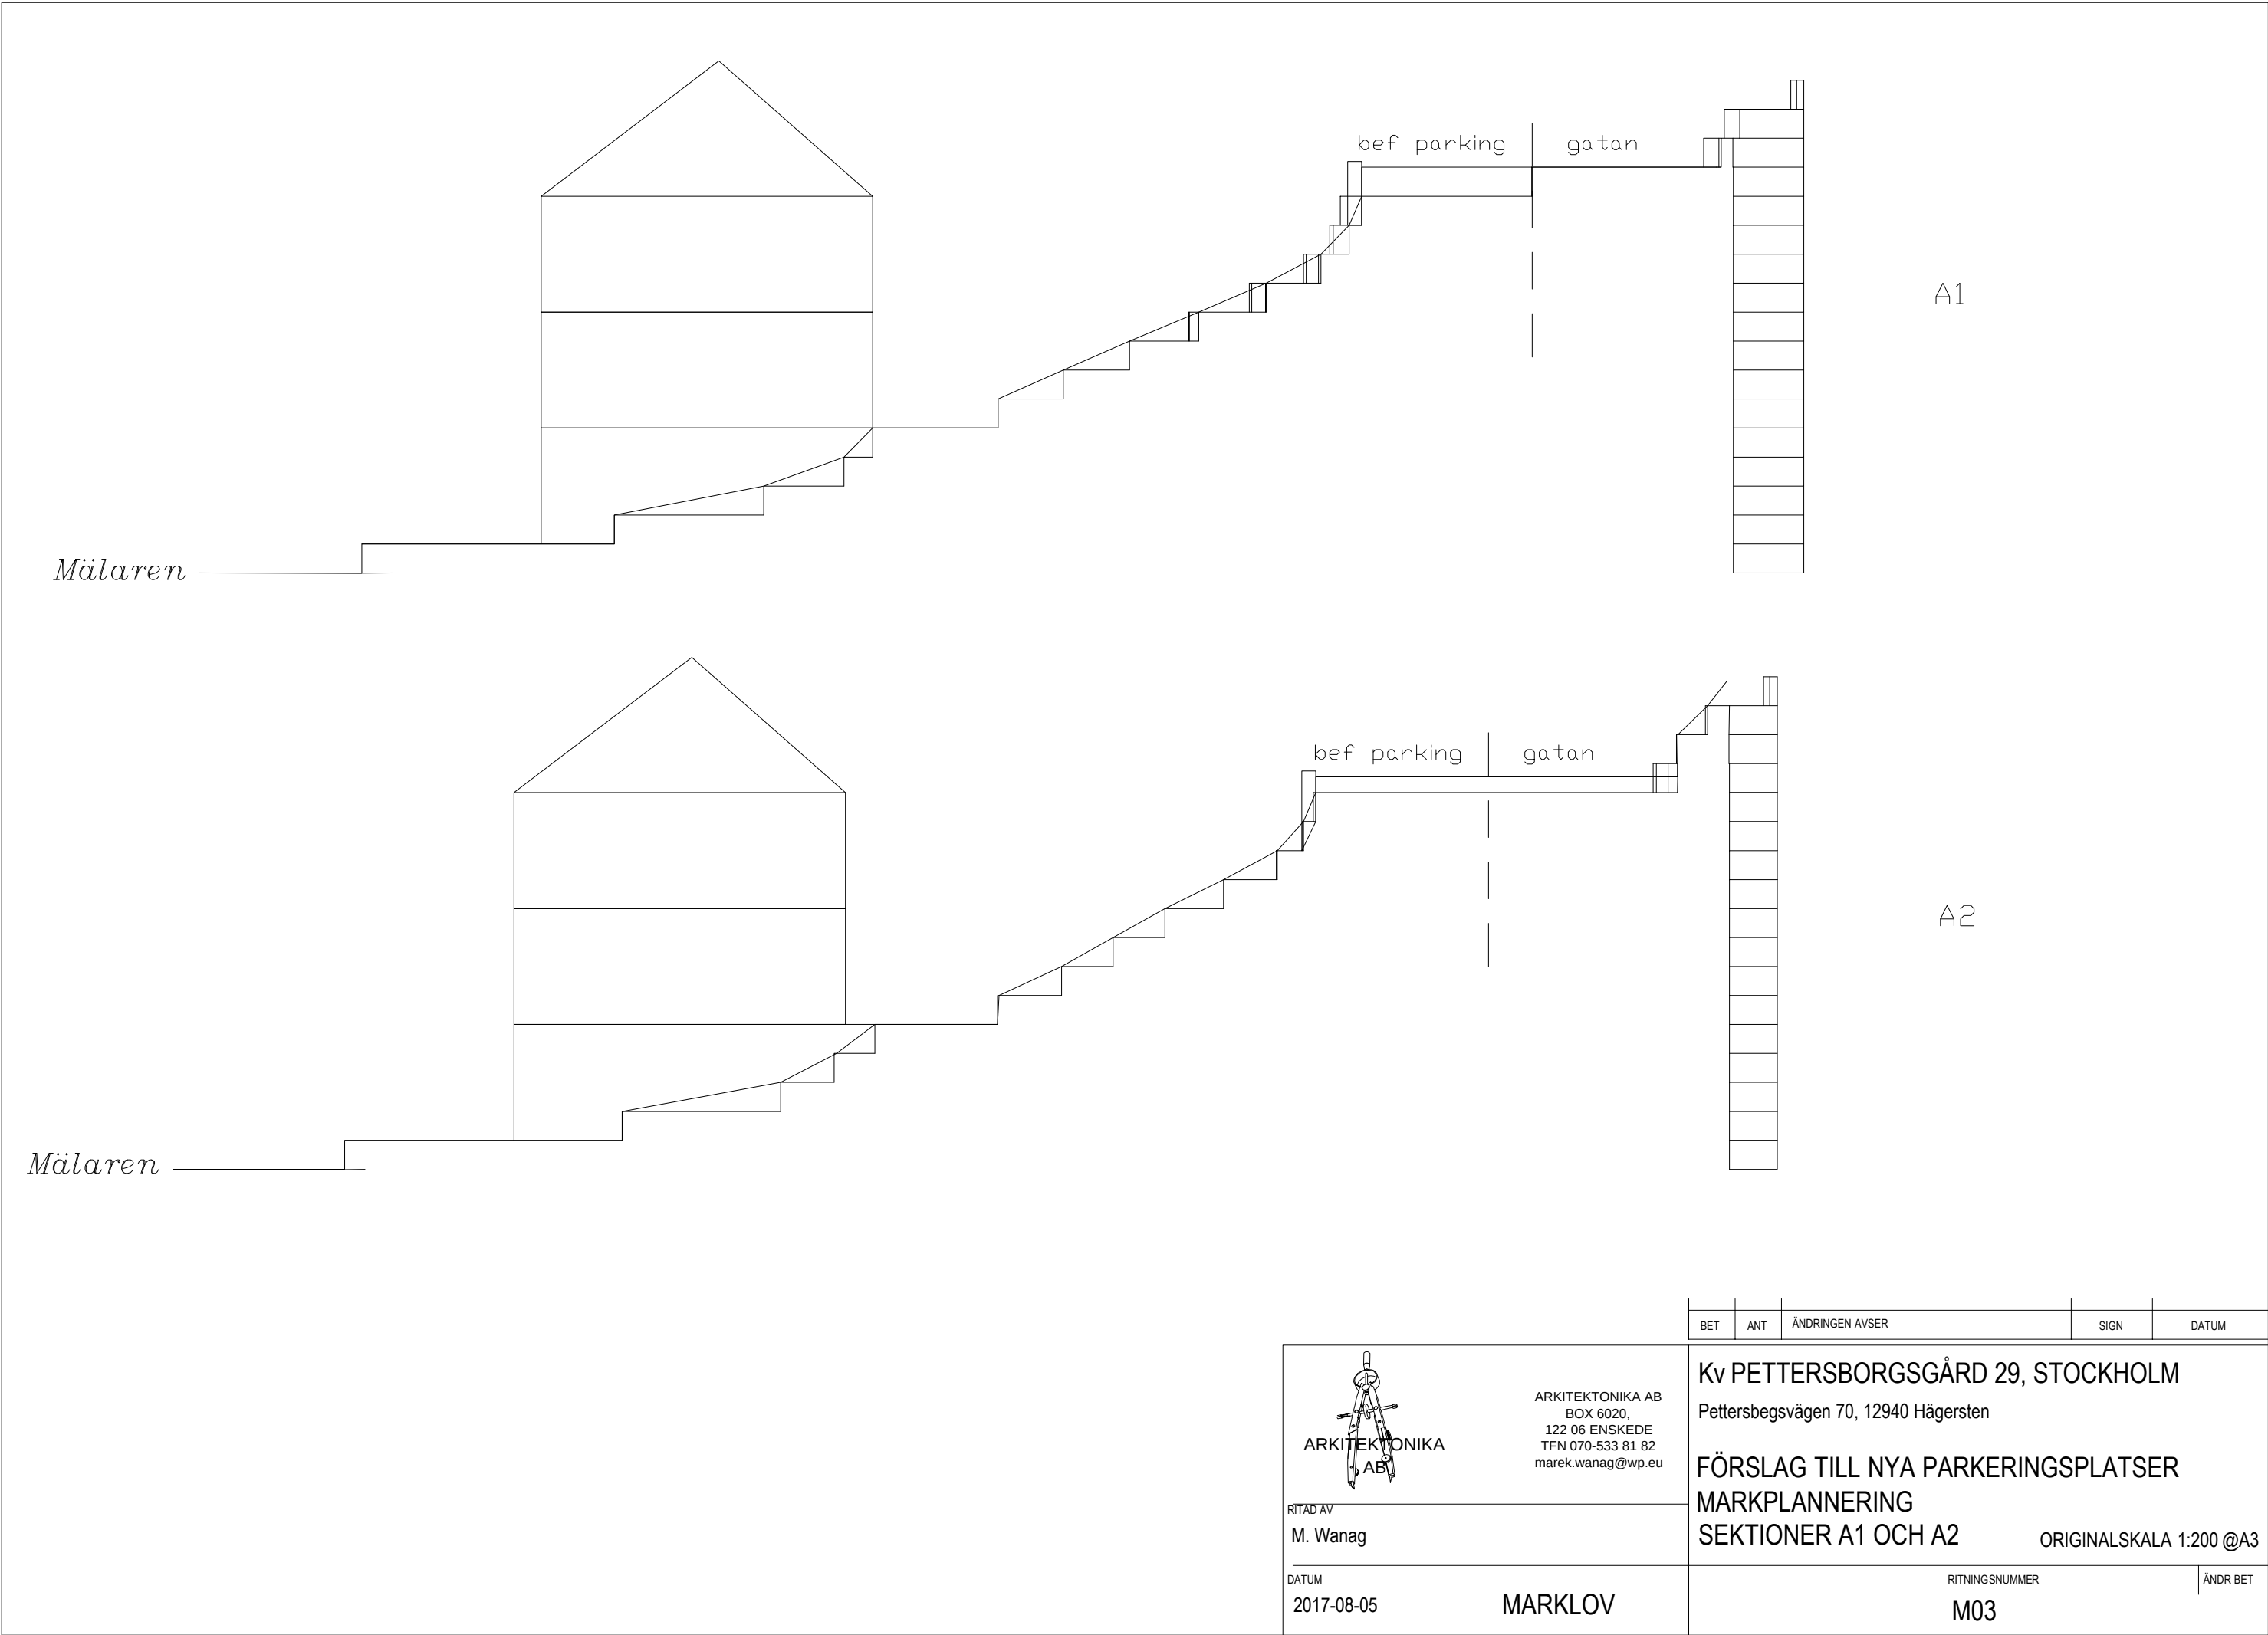 bef parking gatan
A1
Mälaren
bef parking gatan
A2
Mälaren
BET ANT ÄNDRINGEN AVSER SIGN DATUM
ARKITEKTONIKA
AB
ARKITEKTONIKA AB
BOX 6020,
122 06 ENSKEDE
TFN 070-533 81 82
marek.wanag@wp.eu
RITAD AV
M. Wanag
DATUM
2017-08-05
MARKLOV
Kv PETTERSBORGSGÅRD 29, STOCKHOLM
Pettersbegsvägen 70, 12940 Hägersten
FÖRSLAG TILL NYA PARKERINGSPLATSER
MARKPLANNERING
SEKTIONER A1 OCH A2 ORIGINALSKALA 1:200 @A3
RITNINGSNUMMER
M03
ÄNDR BET